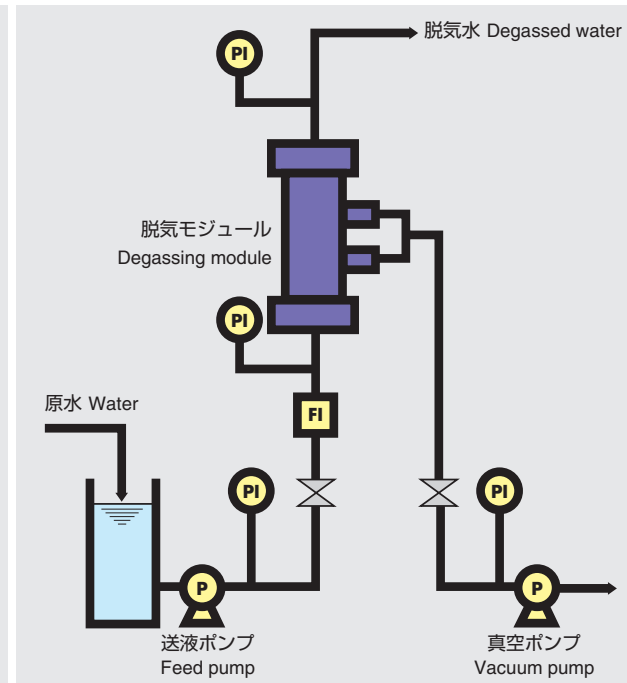 PI
脱気水 Degassed water
脱気モジュール
Degassing module
PI
FI
原水 Water
PI
PI
P
P
送液ポンプ
Feed pump
真空ポンプ
Vacuum pump